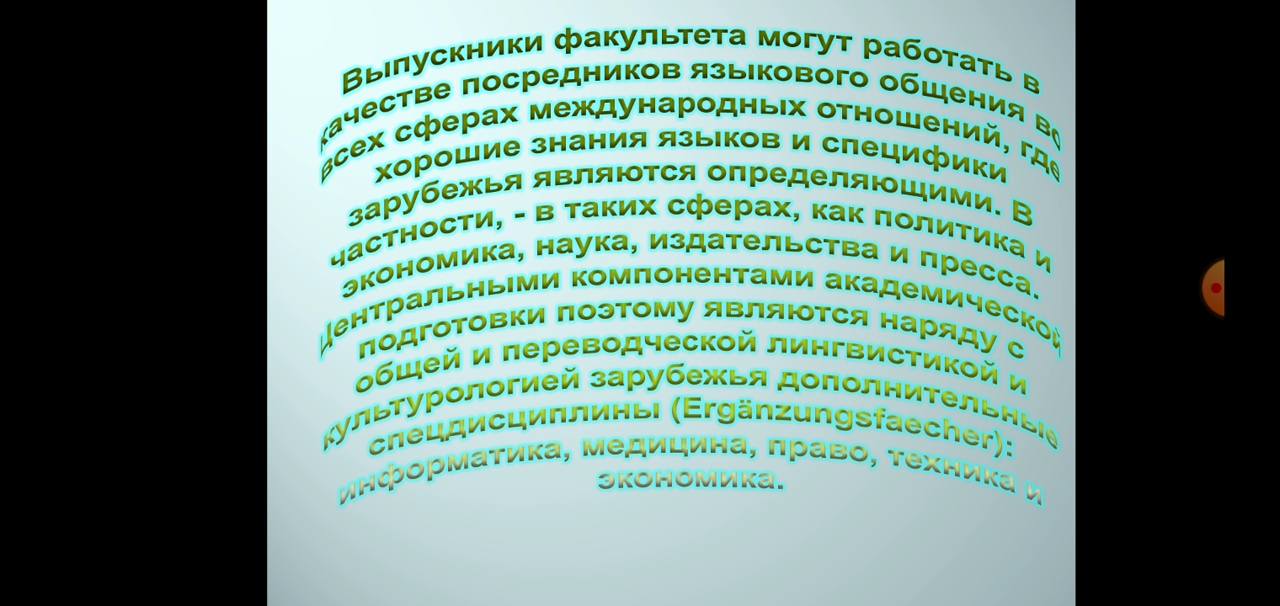 Выпускники факультета могут работать в
качестве посредников языкового общения во
всех сферах международных отношений, где
хорошие знания языков и специфики
зарубежья являются определяющими. В
частности, - в таких сферах, как политика и
экономика, наука, издательства и пресса.
Центральными компонентами академической
подготовки поэтому являются наряду с
общей и переводческой лингвистикой и
культурологией зарубежья дополнительные
спецдисциплины (Ergänzungsfaecher):
информатика, медицина, право, техника и
экономика.